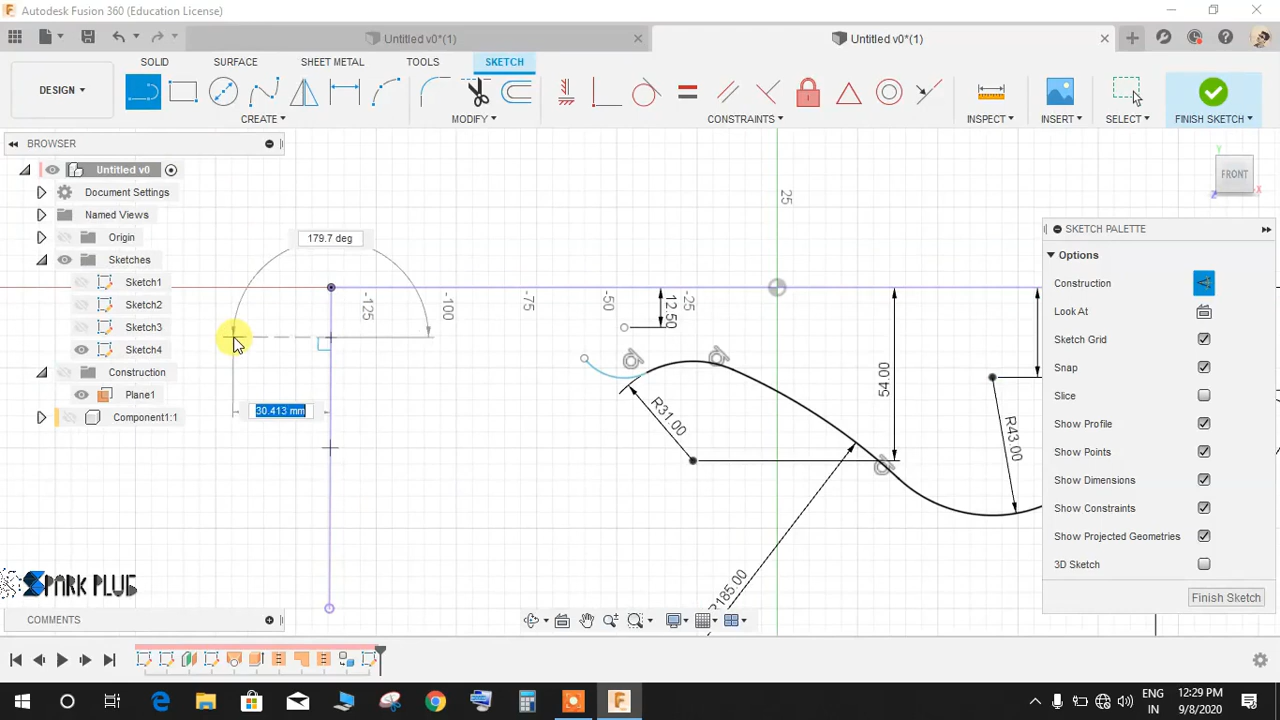 Autodesk Fusion 360 (Education License)
Untitled v0*(1)
Untitled v0*(1)
SOLID
SURFACE
SHEET METAL
TOOLS
SKETCH
DESIGN
CREATE
MODIFY
CONSTRAINTS
INSPECT
INSERT
SELECT
FINISH SKETCH
BROWSER
Untitled v0
Document Settings
Named Views
Origin
Sketches
Sketch1
Sketch2
Sketch3
Sketch4
Construction
Plane1
Component1:1
179.7 deg
30.413 mm
-125
-100
-75
-50
-25
25
12.50
R31.00
54.00
R185.00
R43.00
FRONT
Y
X
Z
SKETCH PALETTE
Options
Construction
Look At
Sketch Grid
Snap
Slice
Show Profile
Show Points
Show Dimensions
Show Constraints
Show Projected Geometries
3D Sketch
Finish Sketch
SPARK PLUG
COMMENTS
ENG
IN
12:29 PM
9/8/2020